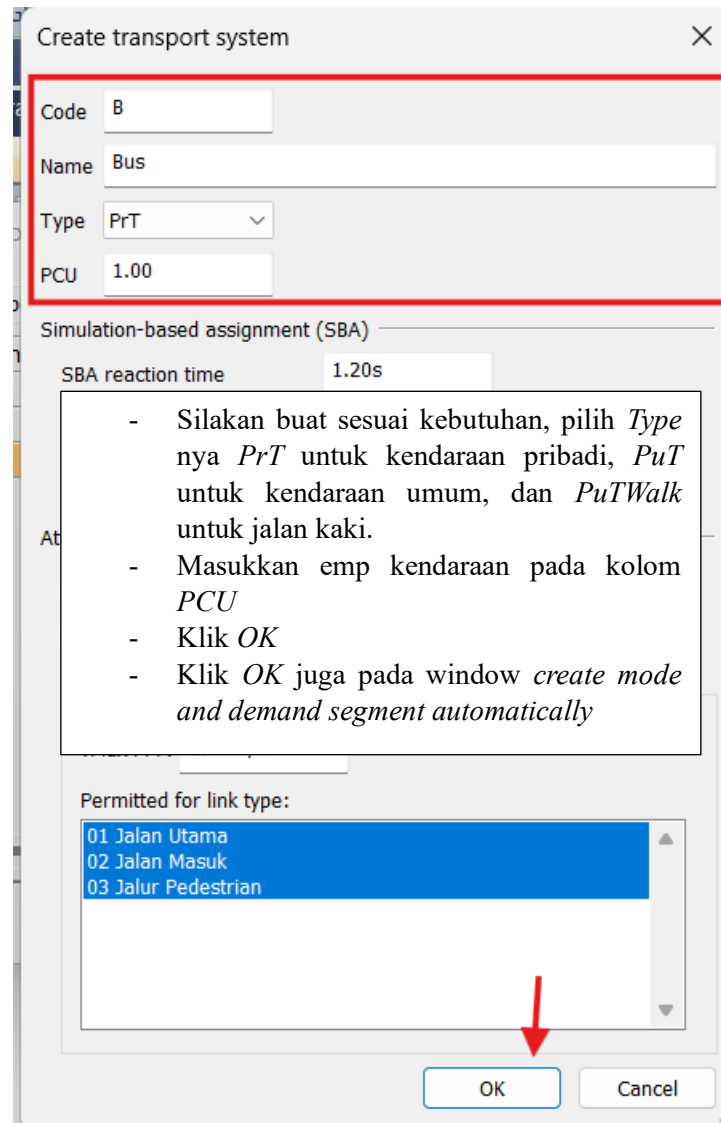 Create transport system
Code B
Name Bus
Type PrT
PCU 1.00
Simulation-based assignment (SBA)
SBA reaction time 1.20s
- Silakan buat sesuai kebutuhan, pilih Type
nya PrT untuk kendaraan pribadi, PuT
untuk kendaraan umum, dan PuTWalk
untuk jalan kaki.
- Masukkan emp kendaraan pada kolom
PCU
- Klik OK
- Klik OK juga pada window create mode
and demand segment automatically
At
Permitted for link type:
01 Jalan Utama
02 Jalan Masuk
03 Jalur Pedestrian
OK Cancel